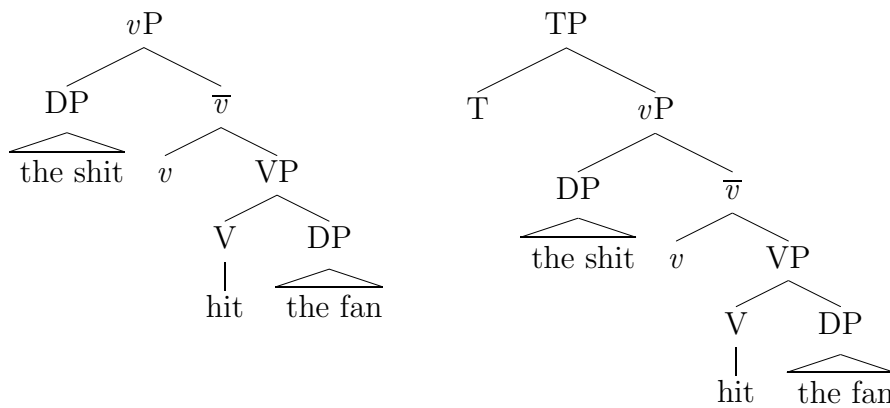 vP
DP v̅
the shit v VP
V DP
hit the fan
TP
T vP
DP v̅
the shit v VP
V DP
hit the fan